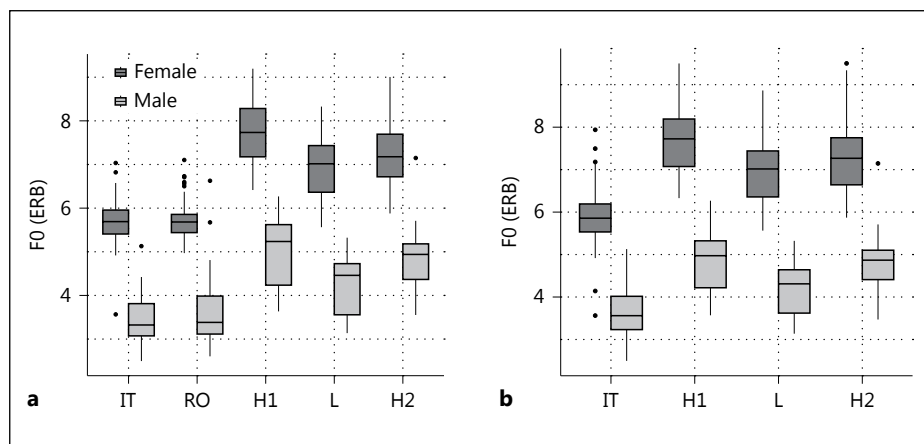 Female
Male
8
6
4
F0 (ERB)
IT RO H1 L H2
a
8
6
4
F0 (ERB)
IT H1 L H2
b